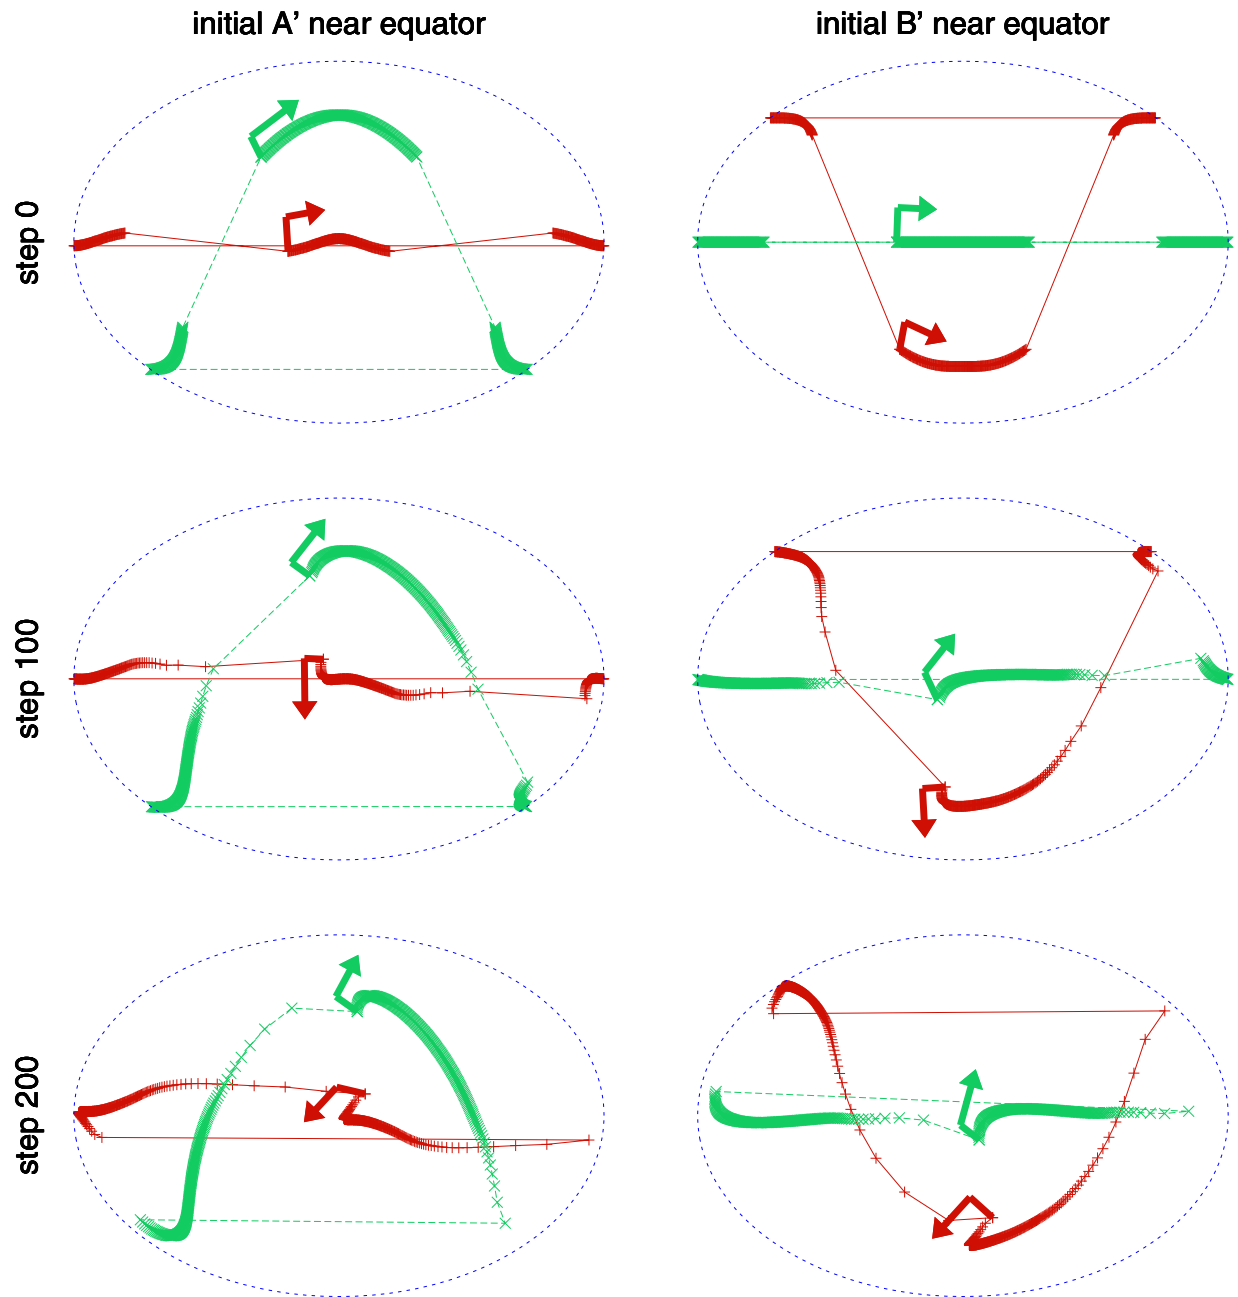 initial A’ near equator
initial B’ near equator
step 0
step 100
step 200